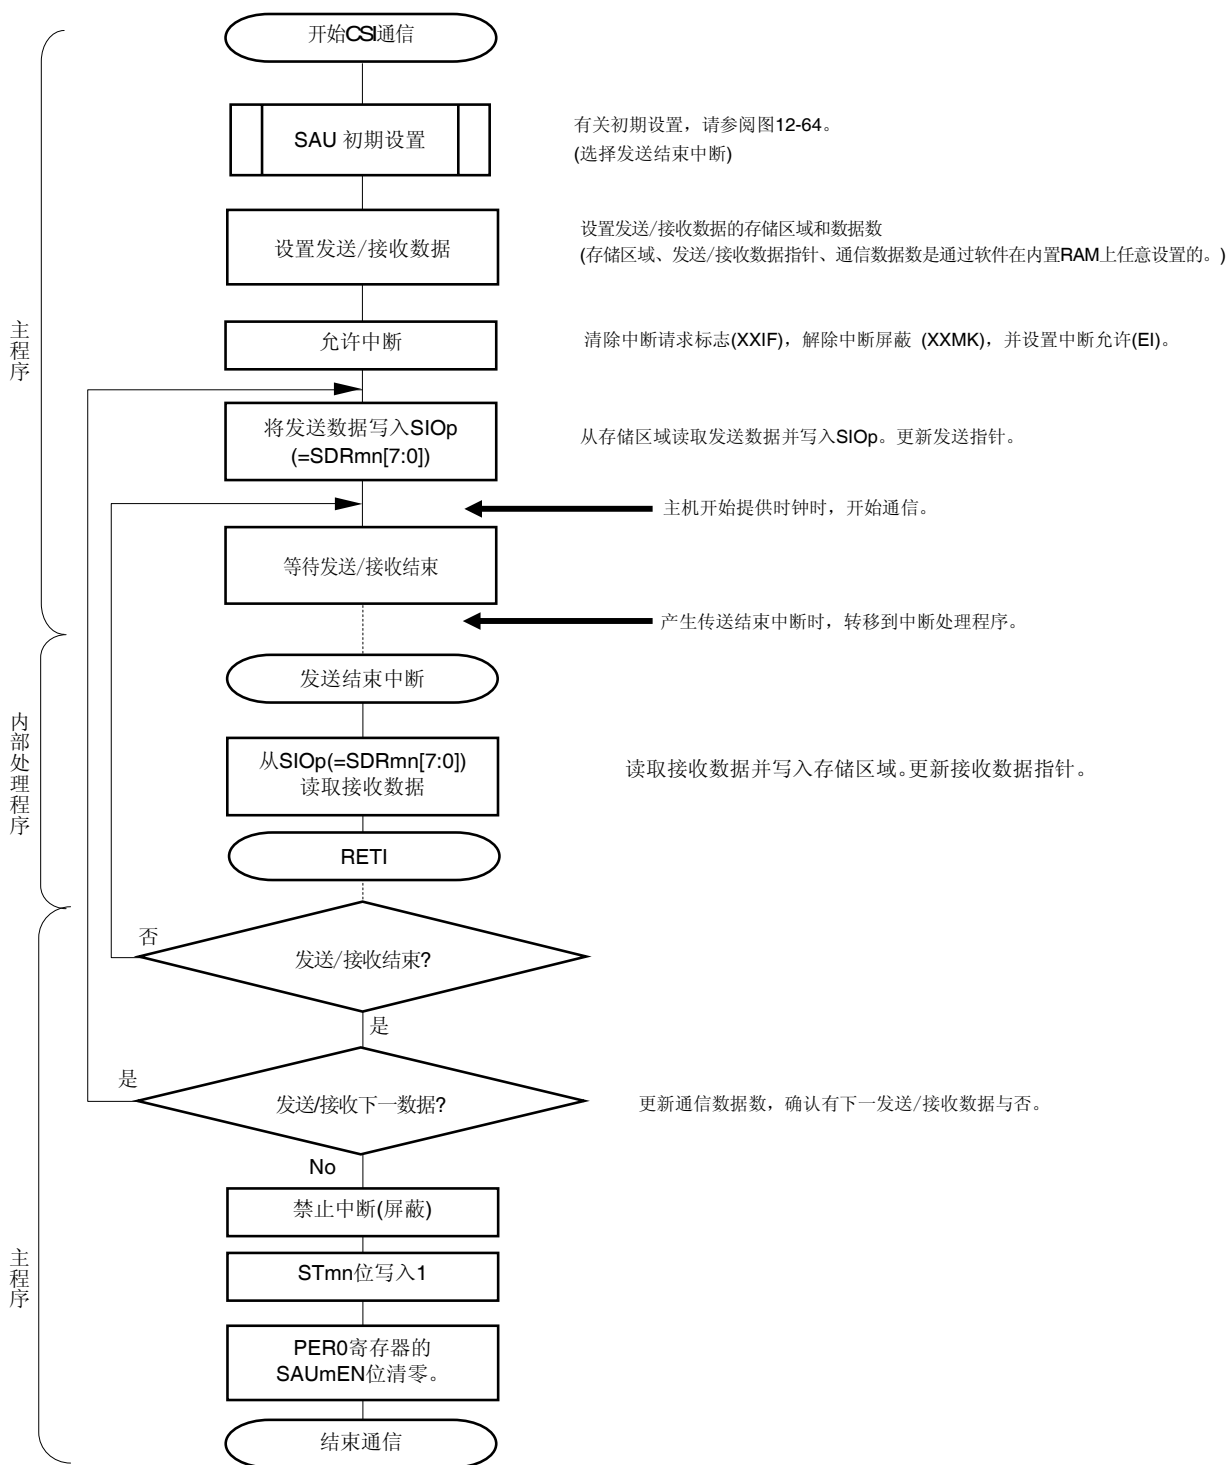 开始CSI通信
SAU 初期设置
有关初期设置，请参阅图12-64。
(选择发送结束中断)
设置发送/接收数据
设置发送/接收数据的存储区域和数据数
(存储区域、发送/接收数据指针、通信数据数是通过软件在内置RAM上任意设置的。)
主程序
允许中断
清除中断请求标志(XXIF)，解除中断屏蔽 (XXMK)，并设置中断允许(EI)。
将发送数据写入SIOp
(=SDRmn[7:0])
从存储区域读取发送数据并写入SIOp。更新发送指针。
主机开始提供时钟时，开始通信。
等待发送/接收结束
产生传送结束中断时，转移到中断处理程序。
发送结束中断
内部处理程序
从SIOp(=SDRmn[7:0])
读取接收数据
读取接收数据并写入存储区域。更新接收数据指针。
RETI
否
发送/接收结束?
是
是
发送/接收下一数据?
更新通信数据数，确认有下一发送/接收数据与否。
No
禁止中断(屏蔽)
主程序
STmn位写入1
PER0寄存器的
SAUmEN位清零。
结束通信